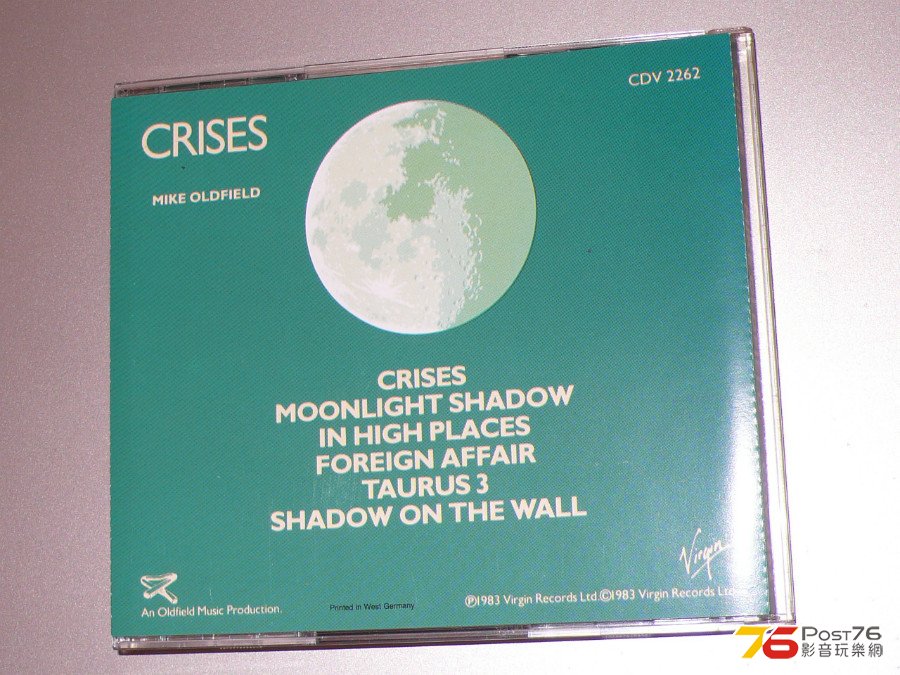 CDV 2262
CRISES
MIKE OLDFIELD
CRISES
MOONLIGHT SHADOW
IN HIGH PLACES
FOREIGN AFFAIR
TAURUS 3
SHADOW ON THE WALL
Virgin
An Oldfield Music Production.
Printed in West Germany
℗1983 Virgin Records Ltd.©1983 Virgin Records Ltd.
76 POST76
影音玩樂網